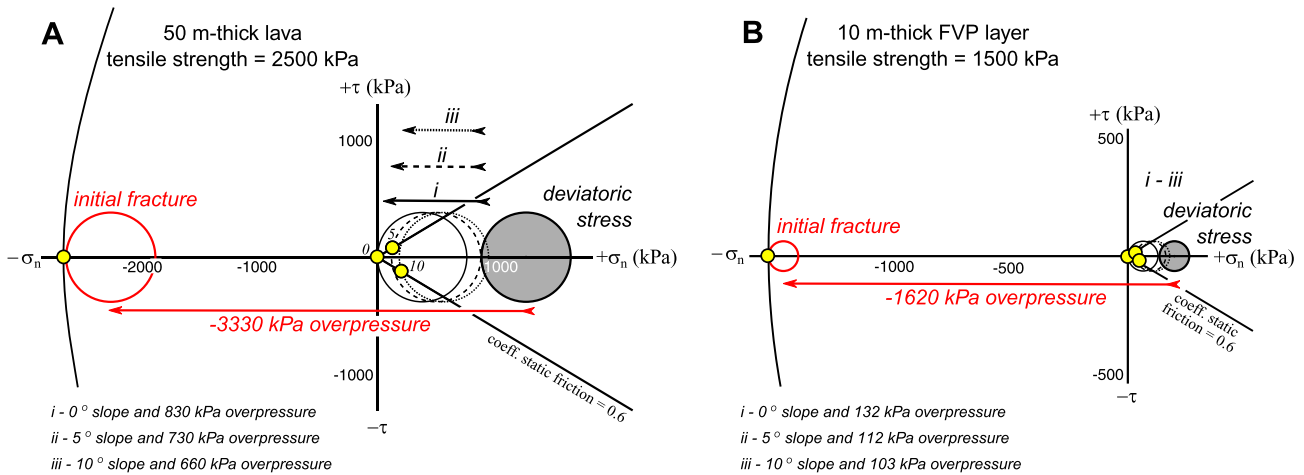 A
50 m-thick lava
tensile strength = 2500 kPa
+τ (kPa)
1000
iii
ii
i
deviatoric
stress
initial fracture
0
5
10
−σn
-2000
-1000
1000
+σn (kPa)
-3330 kPa overpressure
coeff. static friction = 0.6
-1000
−τ
i - 0 ° slope and 830 kPa overpressure
ii - 5 ° slope and 730 kPa overpressure
iii - 10 ° slope and 660 kPa overpressure
B
10 m-thick FVP layer
tensile strength = 1500 kPa
+τ (kPa)
500
i - iii
deviatoric
stress
initial fracture
−σn
-1000
-500
+σn (kPa)
-1620 kPa overpressure
coeff. static
friction = 0.6
-500
−τ
i - 0 ° slope and 132 kPa overpressure
ii - 5 ° slope and 112 kPa overpressure
iii - 10 ° slope and 103 kPa overpressure